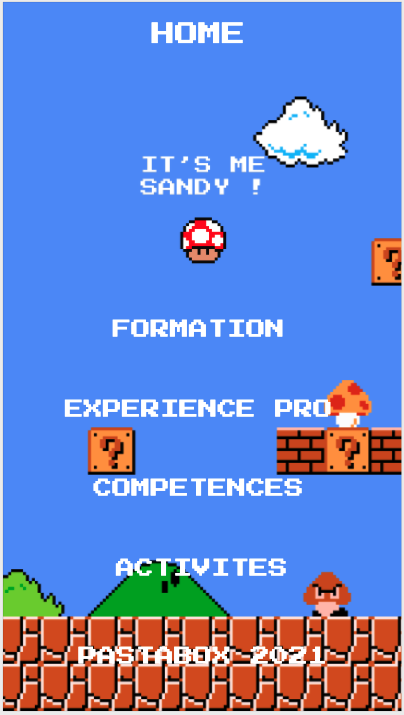 HOME
IT'S ME
SANDY !
FORMATION
EXPERIENCE PRO
?
?
?
COMPETENCES
ACTIVITES
PASTABOX 2021